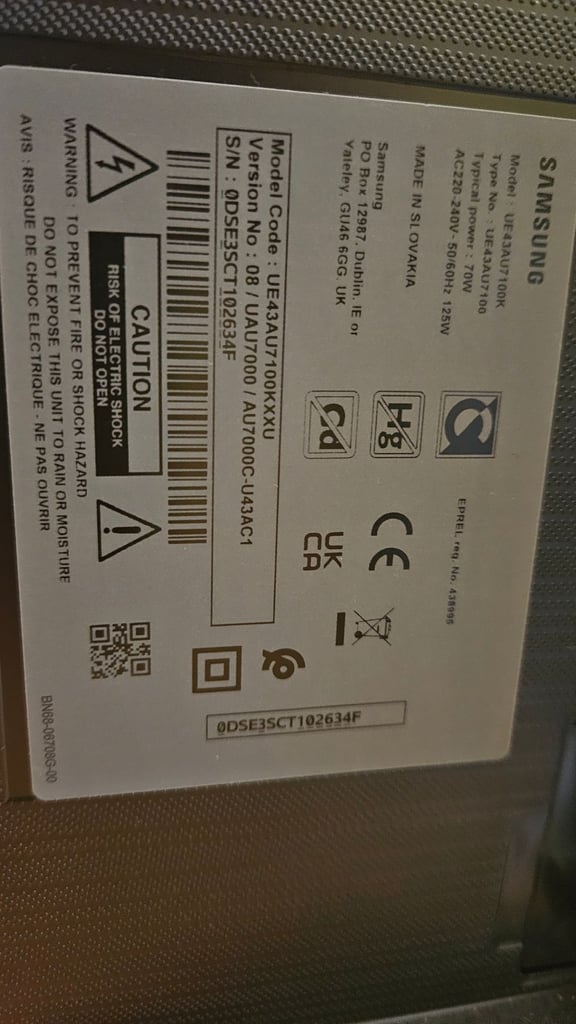 SAMSUNG
Model : UE43AU7100K
Type No : UE43AU7100
Typical power : 70W
AC220-240V~ 50/60Hz 125W
MADE IN SLOVAKIA
Samsung
PO Box 12987. Dublin. IE or
Yateley. GU46 6GG. UK
EPREL reg. No. 438995
Hg
Cd
CE
UK
CA
Model Code : UE43AU7100KXXU
Version No : 08 / UAU7000 / AU7000C-U43AC1
S/N : 0DSE3SCT102634F
0DSE3SCT102634F
CAUTION
RISK OF ELECTRIC SHOCK
DO NOT OPEN
WARNING : TO PREVENT FIRE OR SHOCK HAZARD
DO NOT EXPOSE THIS UNIT TO RAIN OR MOISTURE
AVIS : RISQUE DE CHOC ELECTRIQUE - NE PAS OUVRIR
BN68-06708G-00